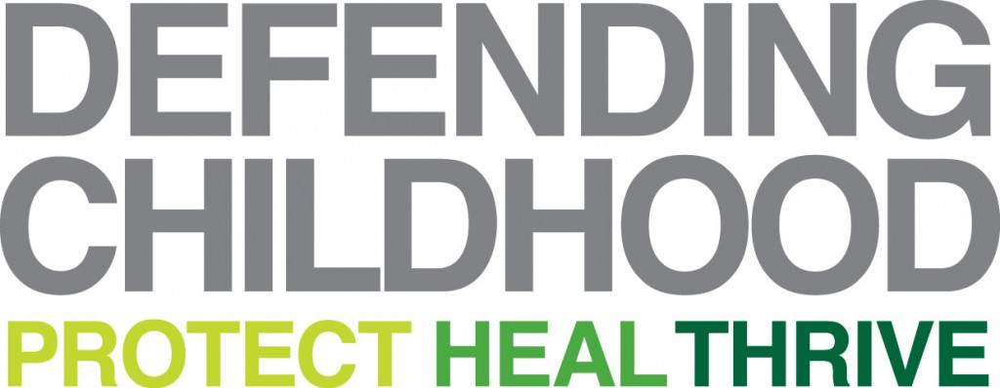 DEFENDING
CHILDHOOD
PROTECT HEAL THRIVE